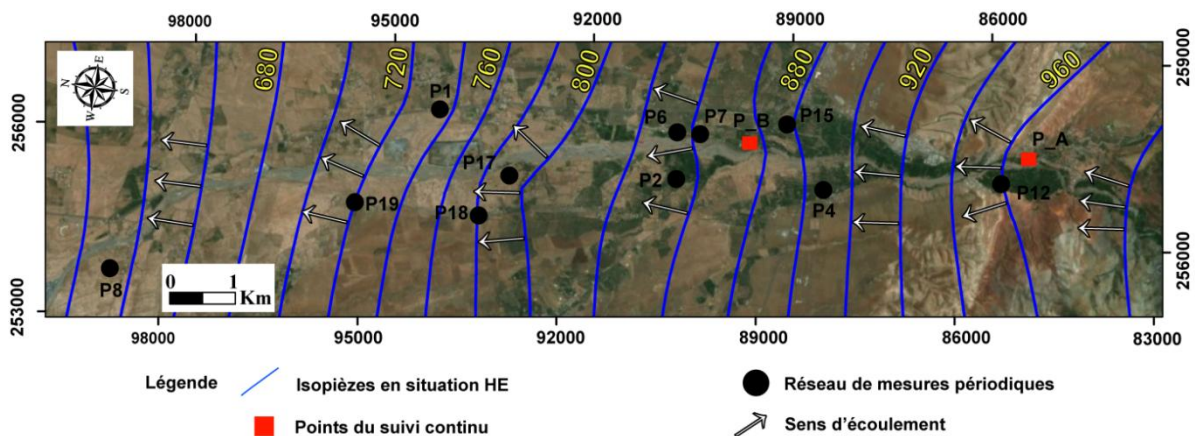 98000 95000 92000 89000 86000
259000
256000
N E
W S
680 720 760 800 880 920 960
P1
P6 P7 P_B P15
P_A
P17
P2
P12
P19 P18 P4
P8
0 1
Km
256000
253000
98000 95000 92000 89000 86000 83000
Légende
Isopièzes en situation HE
Réseau de mesures périodiques
Points du suivi continu
Sens d'écoulement